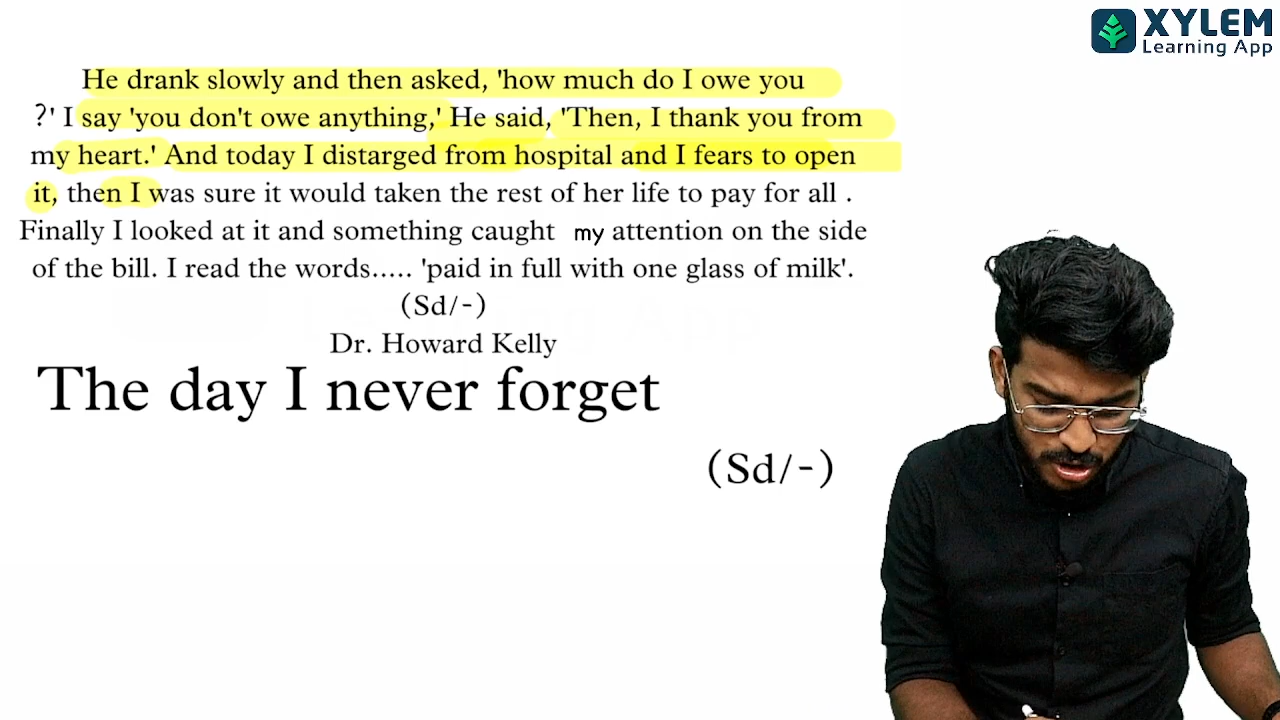 XYLEM
Learning App
He drank slowly and then asked, 'how much do I owe you
?' I say 'you don't owe anything,' He said, 'Then, I thank you from
my heart.' And today I distarged from hospital and I fears to open
it, then I was sure it would taken the rest of her life to pay for all .
Finally I looked at it and something caught my attention on the side
of the bill. I read the words..... 'paid in full with one glass of milk'.
(Sd/-)
Dr. Howard Kelly
The day I never forget
(Sd/-)